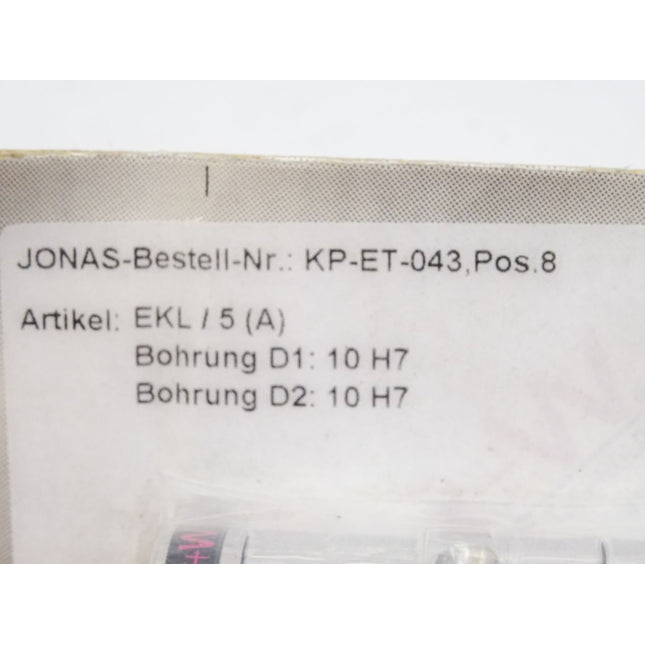 JONAS-Bestell-Nr.: KP-ET-043,Pos.8
Artikel: EKL / 5 (A)
Bohrung D1: 10 H7
Bohrung D2: 10 H7